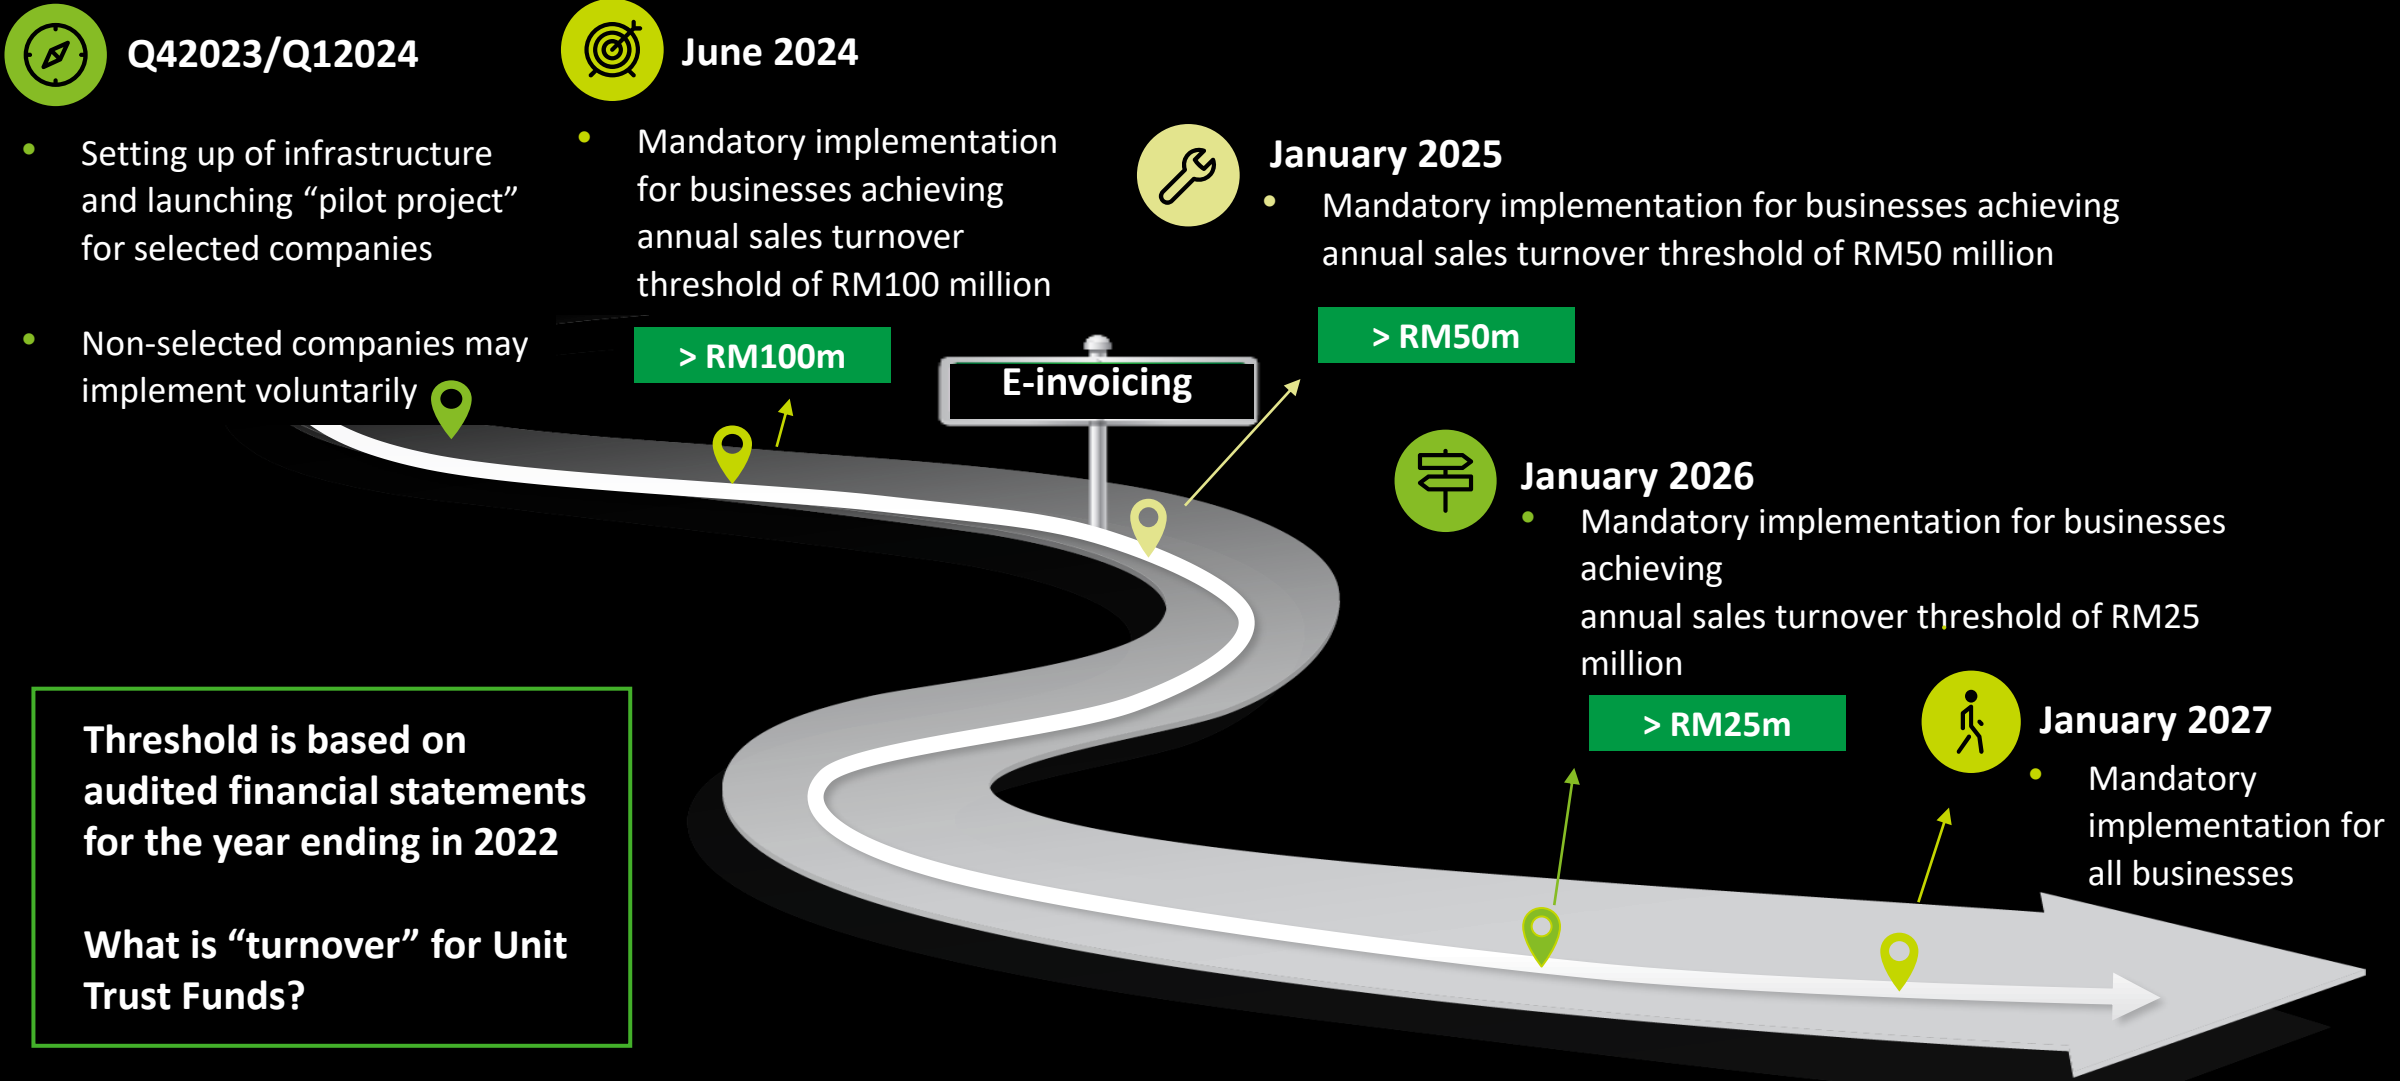 Q42023/Q12024
• Setting up of infrastructure
and launching “pilot project”
for selected companies
• Non-selected companies may
implement voluntarily
June 2024
• Mandatory implementation
for businesses achieving
annual sales turnover
threshold of RM100 million
> RM100m
E-invoicing
January 2025
• Mandatory implementation for businesses achieving
annual sales turnover threshold of RM50 million
> RM50m
January 2026
• Mandatory implementation for businesses
achieving
annual sales turnover threshold of RM25
million
> RM25m
January 2027
• Mandatory
implementation for
all businesses
Threshold is based on
audited financial statements
for the year ending in 2022
What is “turnover” for Unit
Trust Funds?